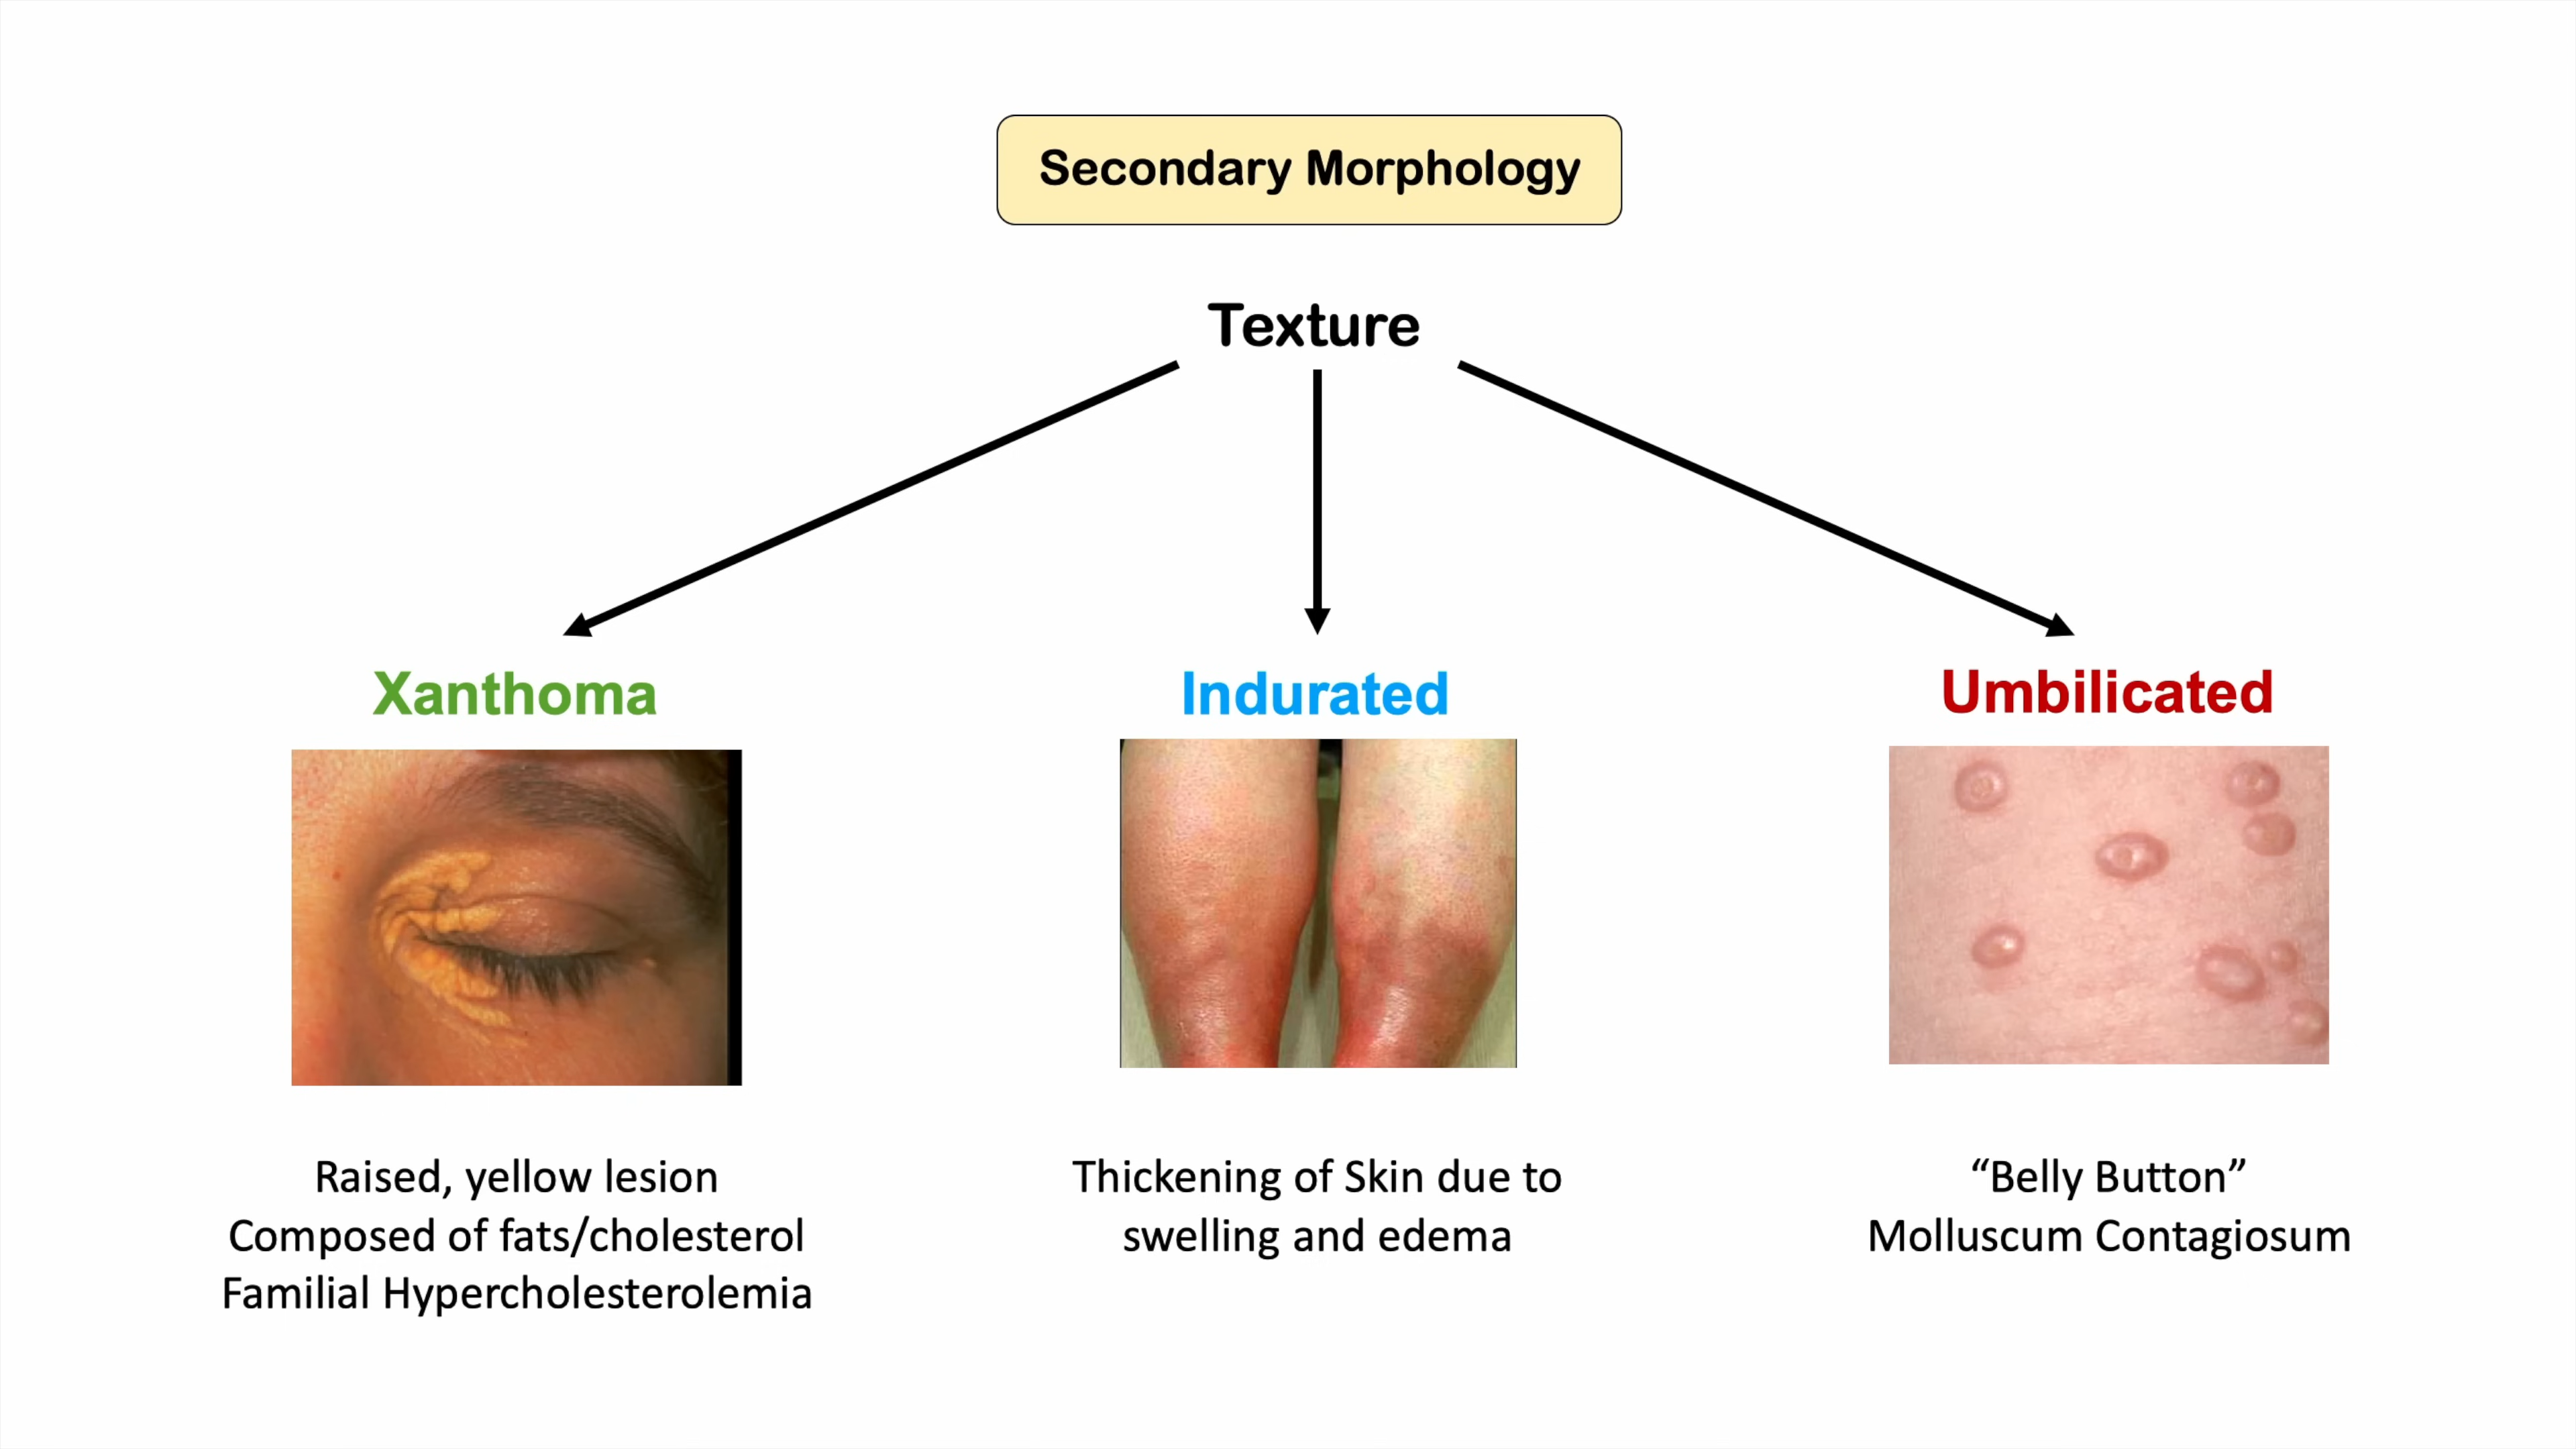 Secondary Morphology
Texture
Xanthoma
Indurated
Umbilicated
Raised, yellow lesion
Composed of fats/cholesterol
Familial Hypercholesterolemia
Thickening of Skin due to
swelling and edema
“Belly Button”
Molluscum Contagiosum